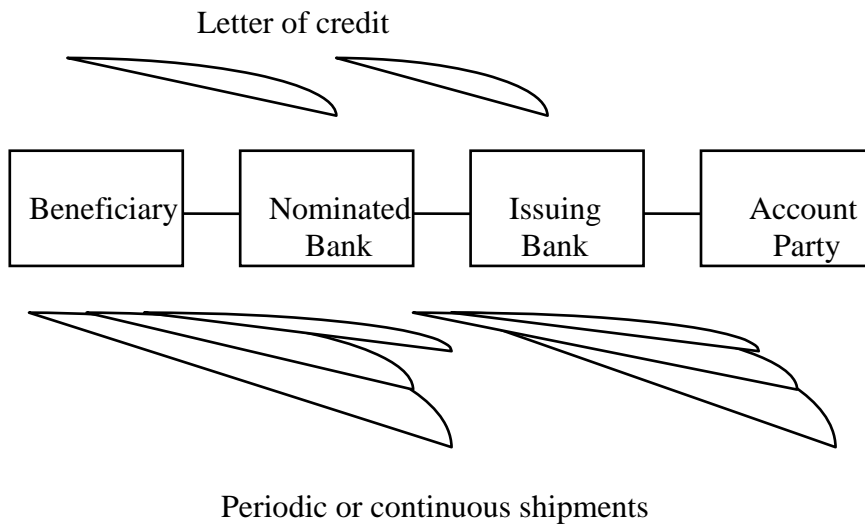 Letter of credit
Beneficiary
Nominated
Bank
Issuing
Bank
Account
Party
Periodic or continuous shipments